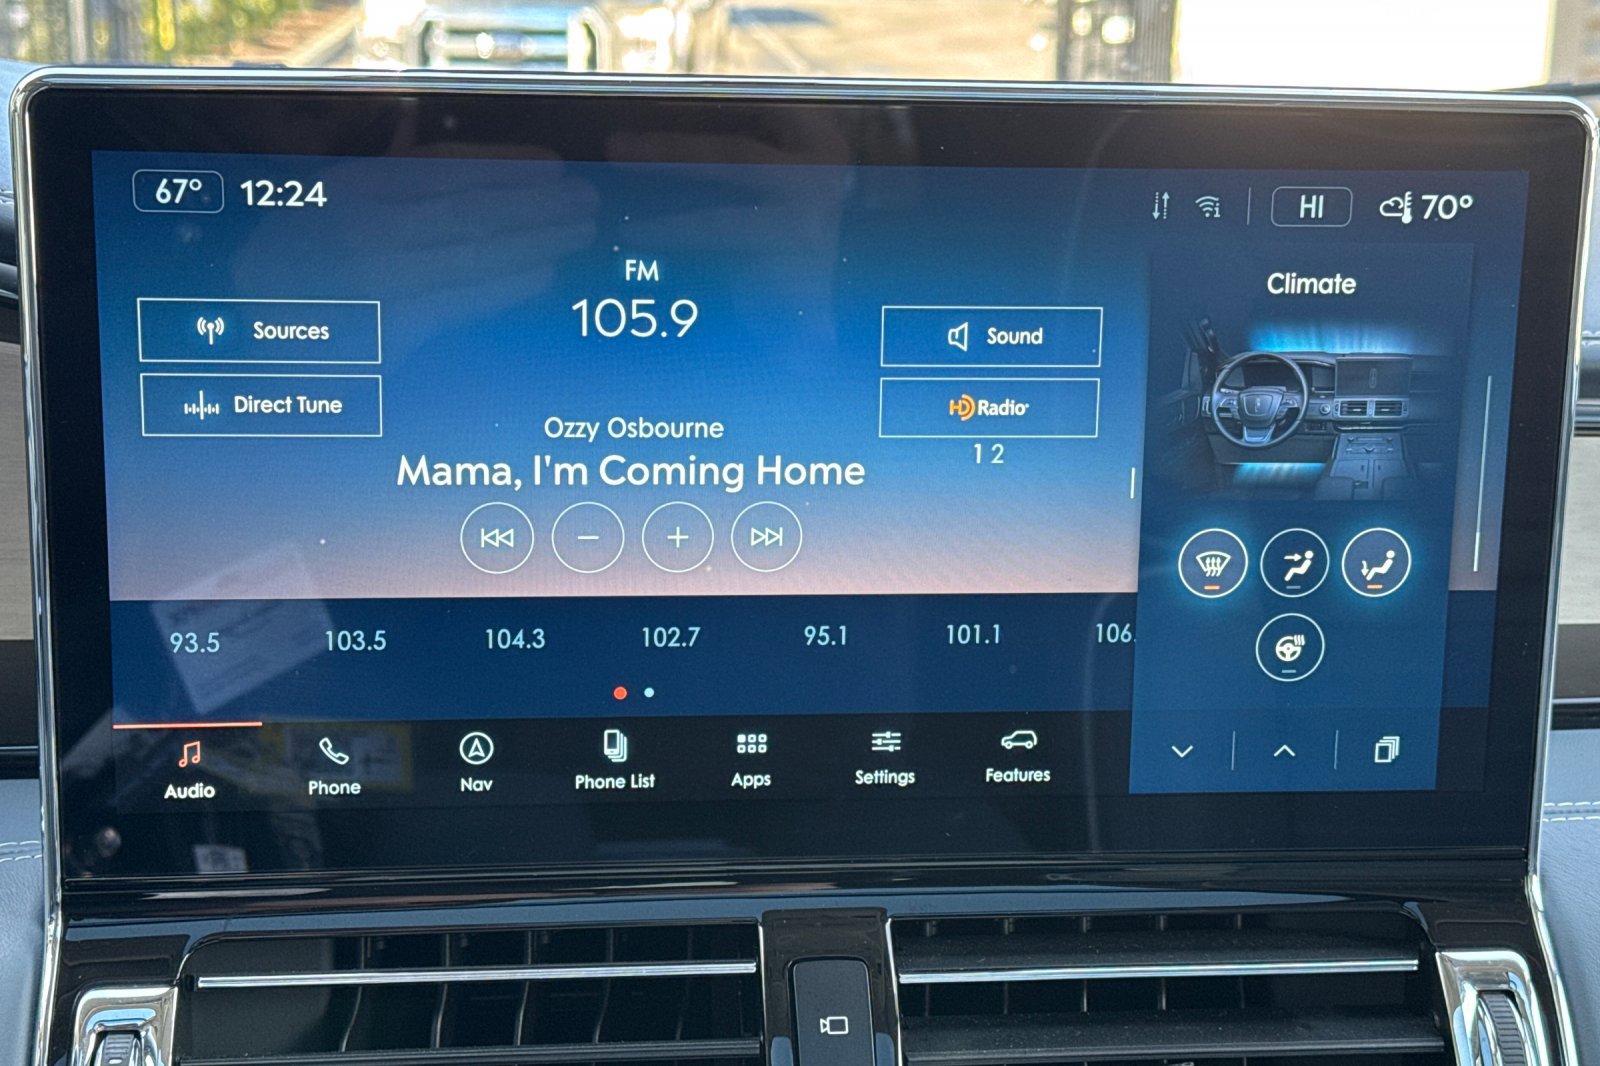 67° 12:24
HI 70°
FM
105.9
Sources
Direct Tune
Sound
HD Radio
1 2
Ozzy Osbourne
Mama, I'm Coming Home
Climate
93.5 103.5 104.3 102.7 95.1 101.1 106.
Audio Phone Nav Phone List Apps Settings Features